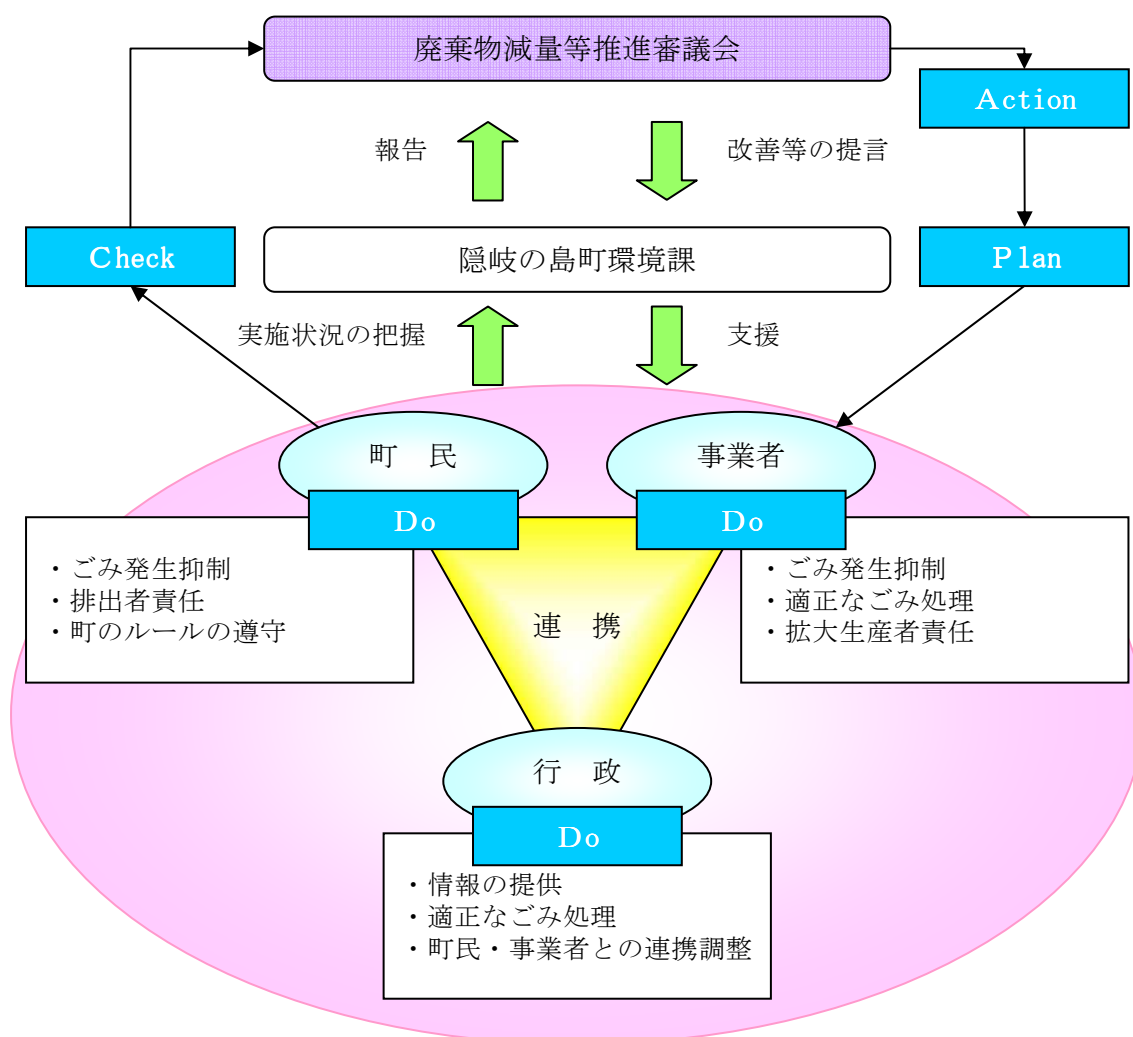 廃棄物減量等推進審議会
Action
報告
改善等の提言
Check
隠岐の島町環境課
Plan
実施状況の把握
支援
町　民
事業者
Do
Do
・ごみ発生抑制
・排出者責任
・町のルールの遵守
連　携
・ごみ発生抑制
・適正なごみ処理
・拡大生産者責任
行　政
Do
・情報の提供
・適正なごみ処理
・町民・事業者との連携調整